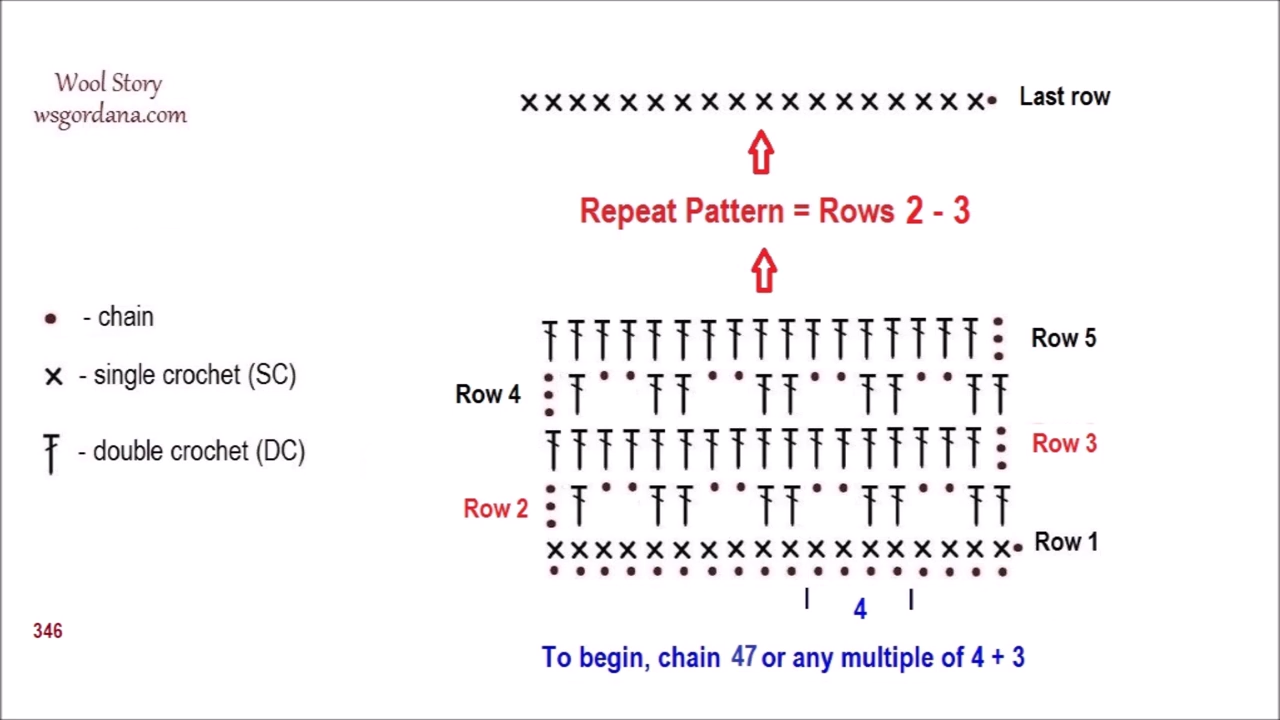 Wool Story
wsgordana.com
Last row
Repeat Pattern = Rows 2 - 3
- chain
- single crochet (SC)
- double crochet (DC)
Row 5
Row 4
Row 3
Row 2
Row 1
4
346
To begin, chain 47 or any multiple of 4 + 3